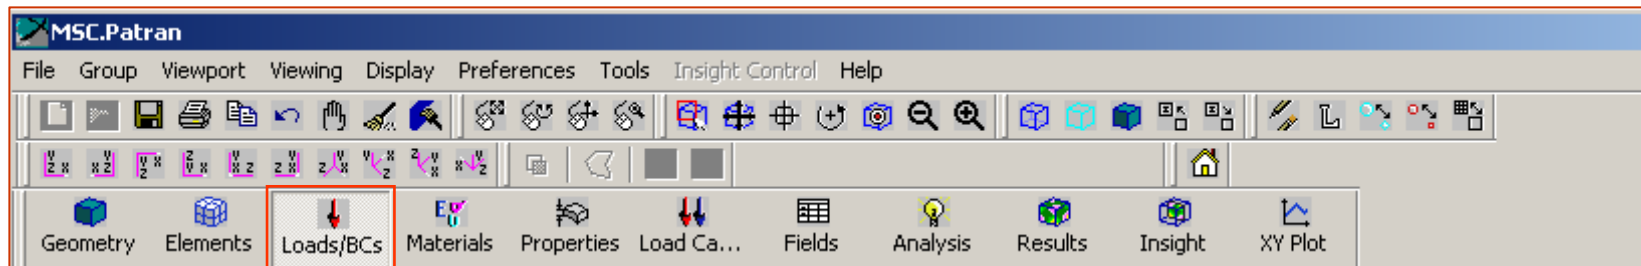 MSC.Patran
File Group Viewport Viewing Display Preferences Tools Insight Control Help
Geometry Elements Loads/BCs Materials Properties Load Ca... Fields Analysis Results Insight XY Plot